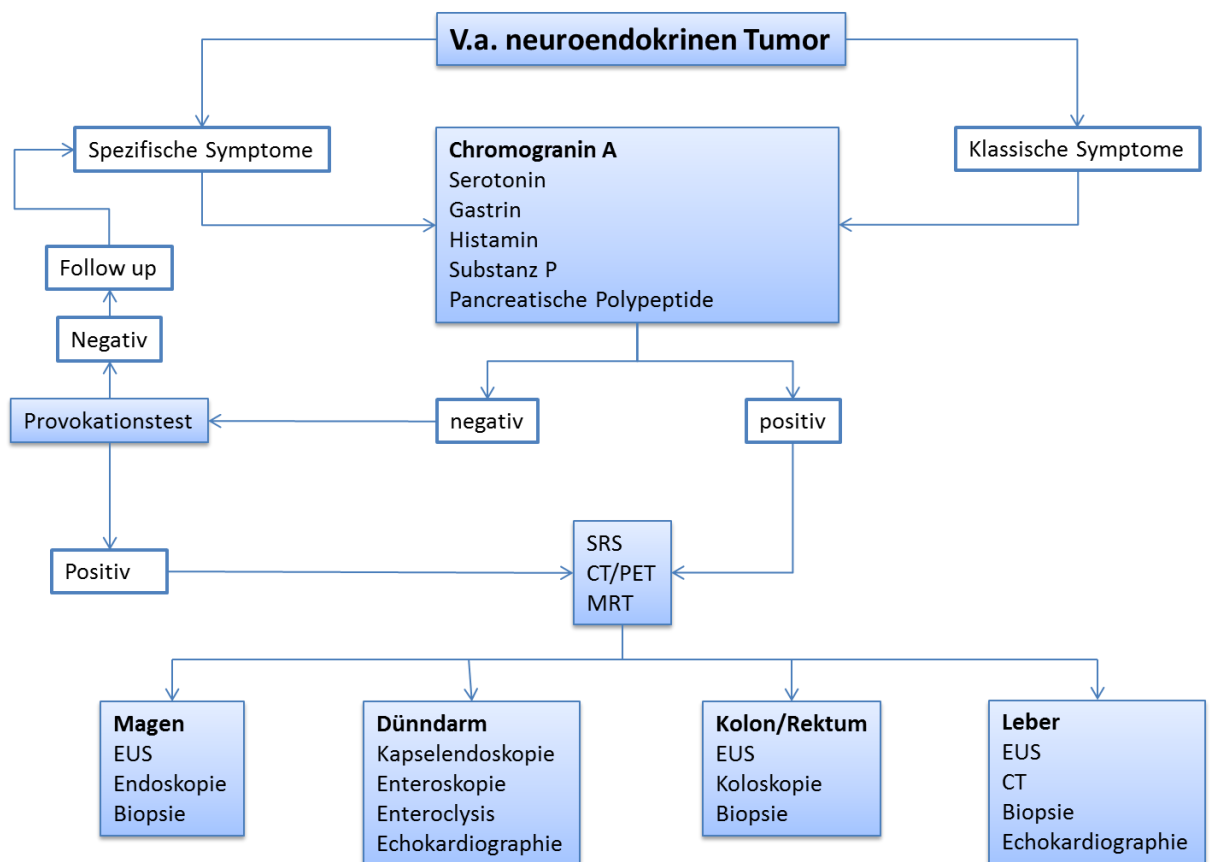 V.a. neuroendokrinen Tumor
Spezifische Symptome
Chromogranin A
Serotonin
Gastrin
Histamin
Substanz P
Pancreatische Polypeptide
Klassische Symptome
Follow up
Negativ
Provokationstest
negativ
positiv
Positiv
SRS
CT/PET
MRT
Magen
EUS
Endoskopie
Biopsie
Dünndarm
Kapselendoskopie
Enteroskopie
Enteroclysis
Echokardiographie
Kolon/Rektum
EUS
Koloskopie
Biopsie
Leber
EUS
CT
Biopsie
Echokardiographie